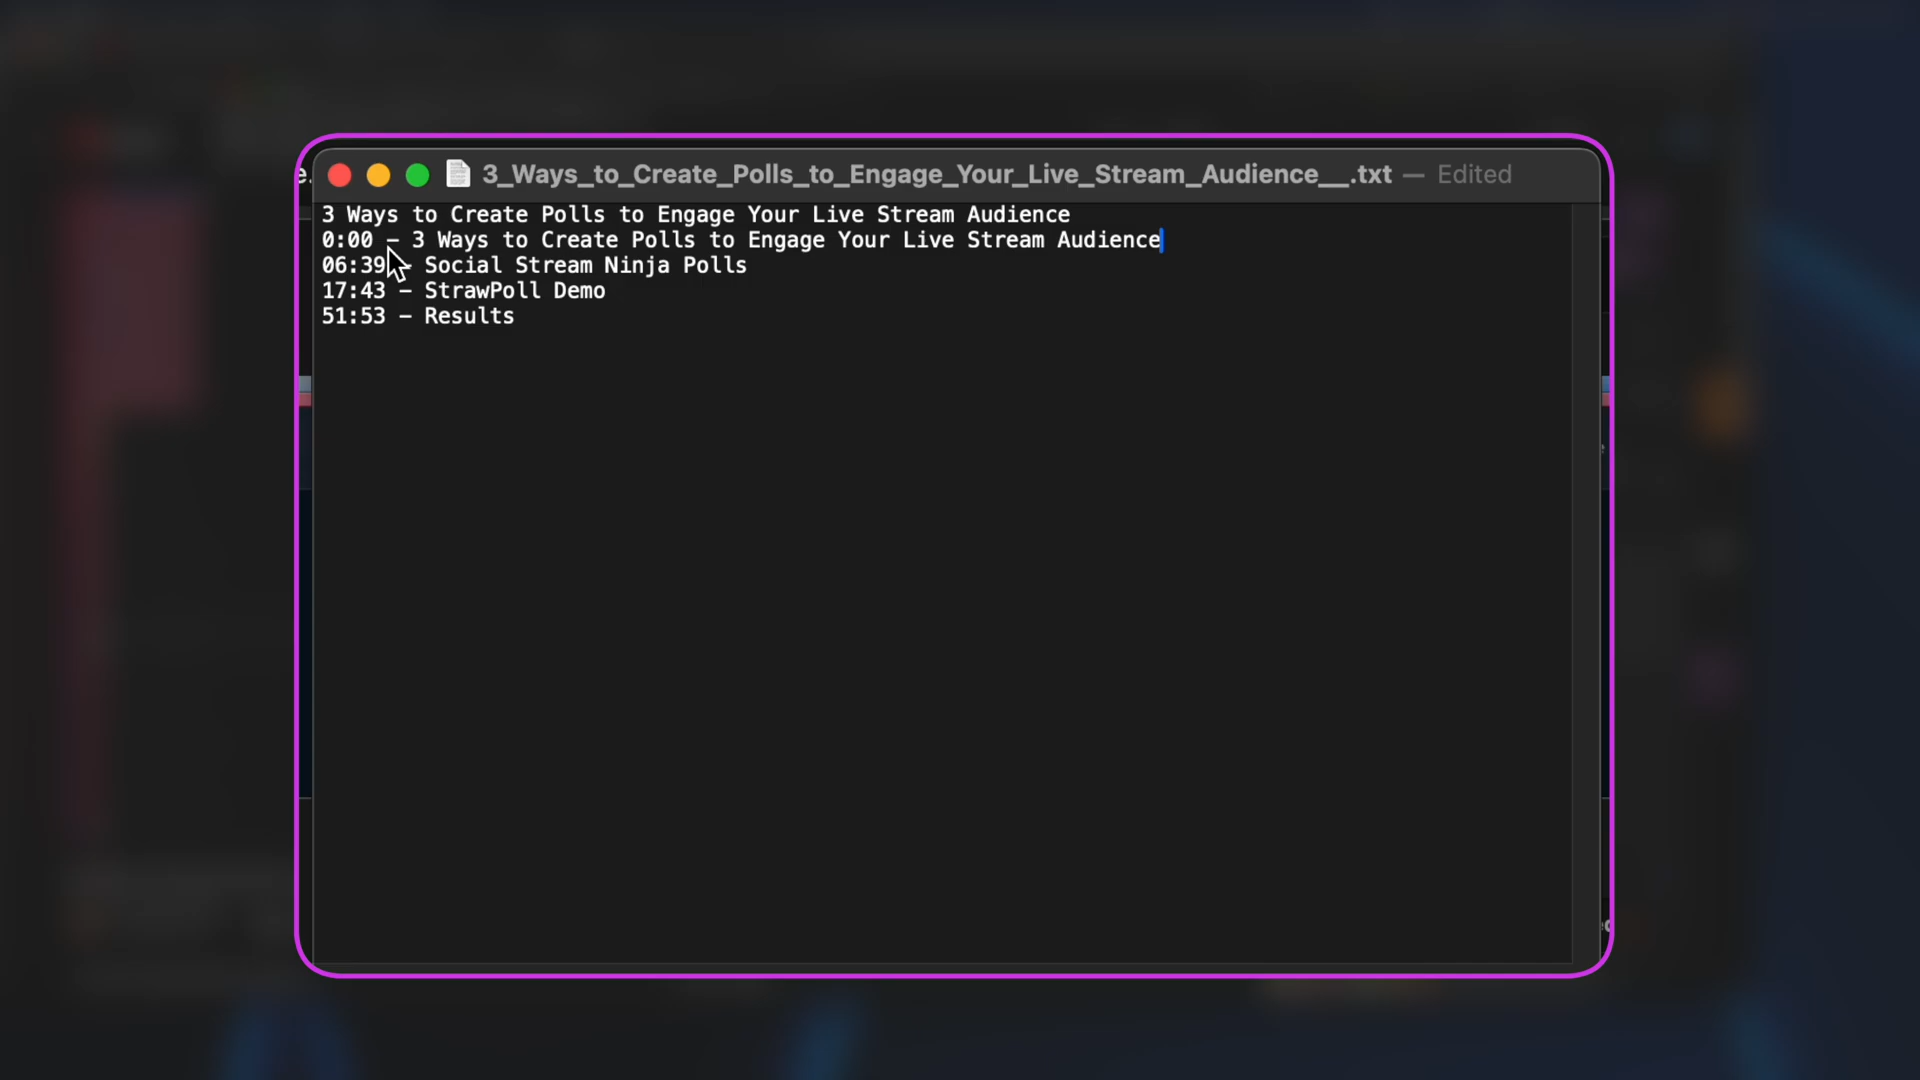 3_Ways_to_Create_Polls_to_Engage_Your_Live_Stream_Audience__.txt — Edited
3 Ways to Create Polls to Engage Your Live Stream Audience
0:00 - 3 Ways to Create Polls to Engage Your Live Stream Audience
06:39 - Social Stream Ninja Polls
17:43 - StrawPoll Demo
51:53 - Results